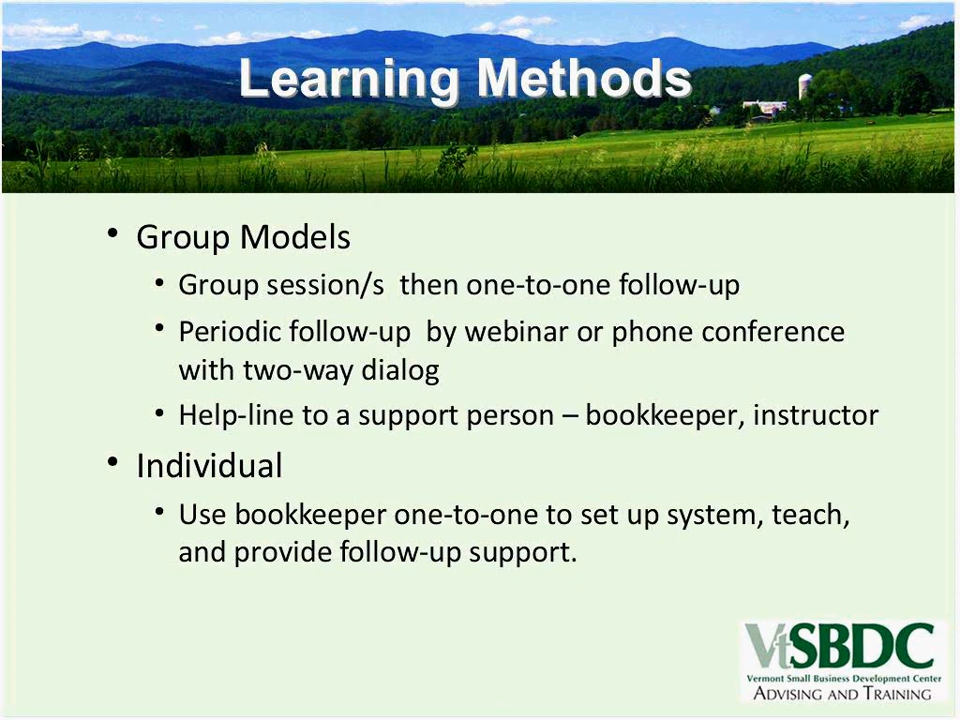 Learning Methods
• Group Models
• Group session/s  then one-to-one follow-up
• Periodic follow-up  by webinar or phone conference
with two-way dialog
• Help-line to a support person – bookkeeper, instructor
• Individual
• Use bookkeeper one-to-one to set up system, teach,
and provide follow-up support.
VtSBDC
Vermont Small Business Development Center
ADVISING AND TRAINING